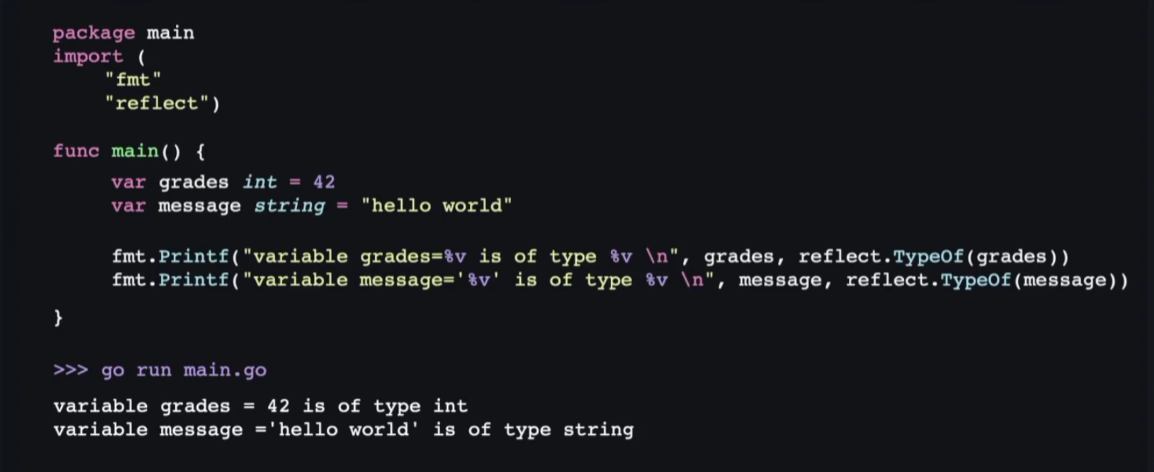 package main
import (
"fmt"
"reflect")
func main() {
var grades int = 42
var message string = "hello world"
fmt.Printf("variable grades=%v is of type %v \n", grades, reflect.TypeOf(grades))
fmt.Printf("variable message='%v' is of type %v \n", message, reflect.TypeOf(message))
}
>>> go run main.go
variable grades = 42 is of type int
variable message ='hello world' is of type string